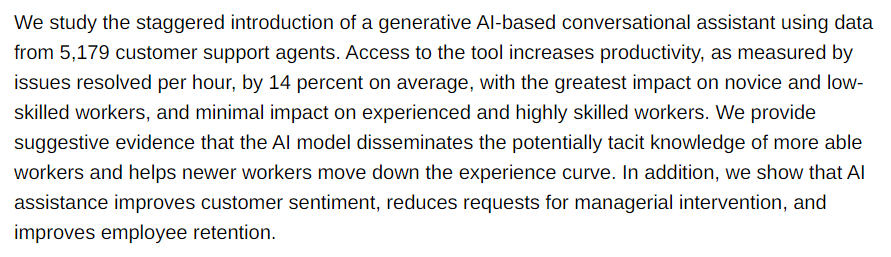 We study the staggered introduction of a generative AI-based conversational assistant using data
from 5,179 customer support agents. Access to the tool increases productivity, as measured by
issues resolved per hour, by 14 percent on average, with the greatest impact on novice and low-
skilled workers, and minimal impact on experienced and highly skilled workers. We provide
suggestive evidence that the AI model disseminates the potentially tacit knowledge of more able
workers and helps newer workers move down the experience curve. In addition, we show that AI
assistance improves customer sentiment, reduces requests for managerial intervention, and
improves employee retention.